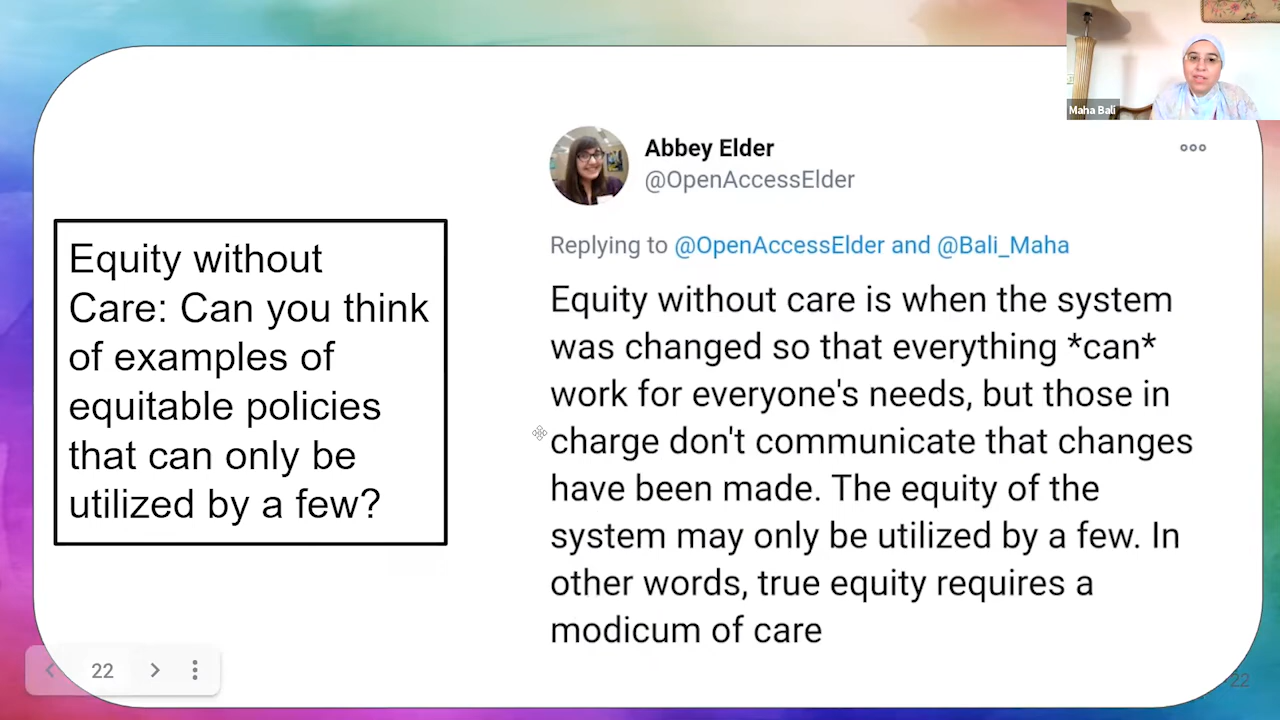 Maha Bali
Abbey Elder
@OpenAccessElder
Replying to @OpenAccessElder and @Bali_Maha
Equity without care is when the system
was changed so that everything *can*
work for everyone's needs, but those in
charge don't communicate that changes
have been made. The equity of the
system may only be utilized by a few. In
other words, true equity requires a
modicum of care
Equity without
Care: Can you think
of examples of
equitable policies
that can only be
utilized by a few?
22
22